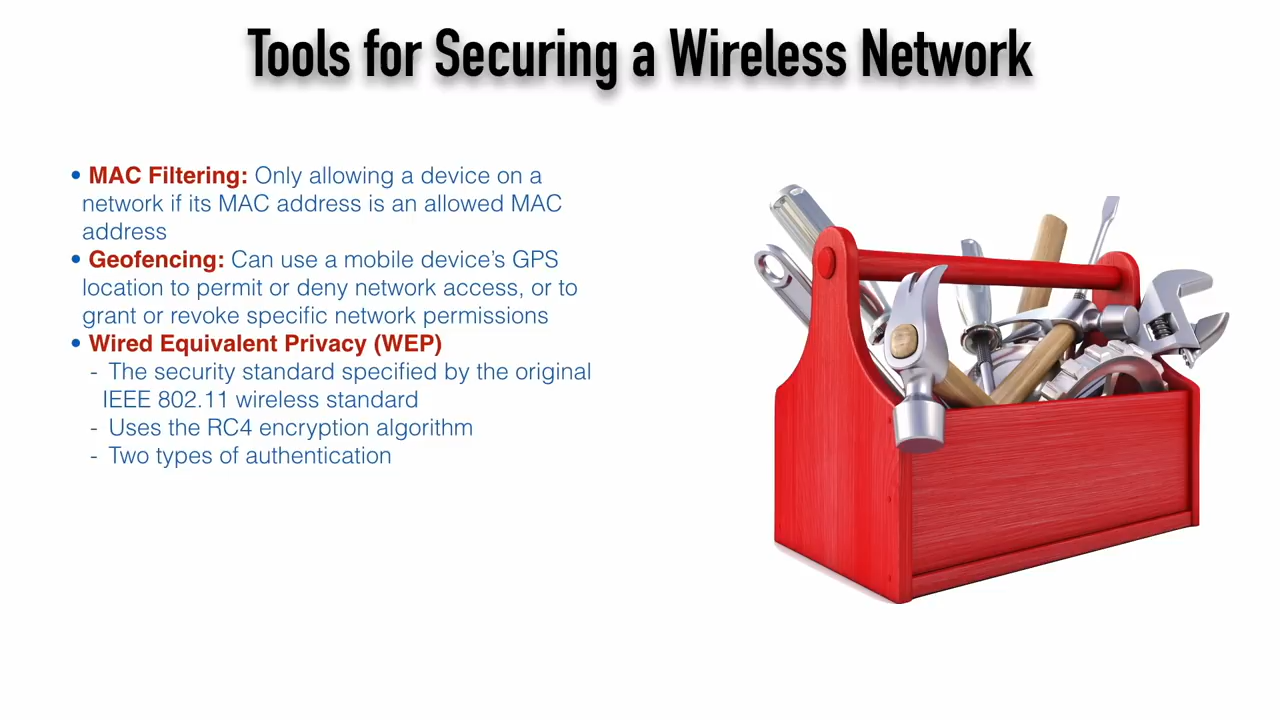 Tools for Securing a Wireless Network
• MAC Filtering: Only allowing a device on a
network if its MAC address is an allowed MAC
address
• Geofencing: Can use a mobile device’s GPS
location to permit or deny network access, or to
grant or revoke specific network permissions
• Wired Equivalent Privacy (WEP)
- The security standard specified by the original
IEEE 802.11 wireless standard
- Uses the RC4 encryption algorithm
- Two types of authentication